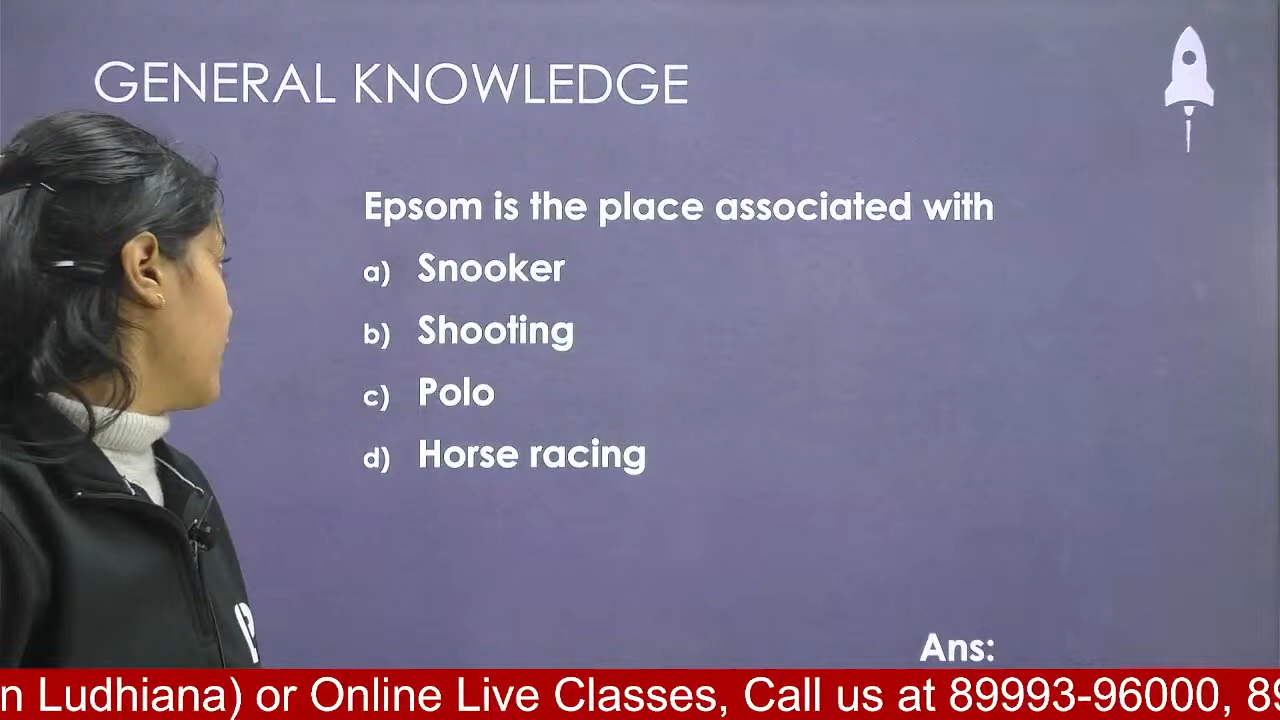 GENERAL KNOWLEDGE
Epsom is the place associated with
a) Snooker
b) Shooting
c) Polo
d) Horse racing
Ans:
n Ludhiana) or Online Live Classes, Call us at 89993-96000, 89